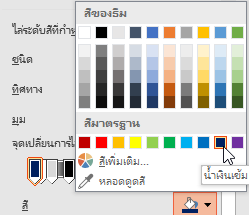 สีของธีม
ไล่ระดับสีที่กำห
ชนิด
ทิศทาง
สีมาตรฐาน
มุม
จุดเปลี่ยนการไ
สีเพิ่มเติม...
น้ำเงินเข้ม
หลอดดูดสี
สี